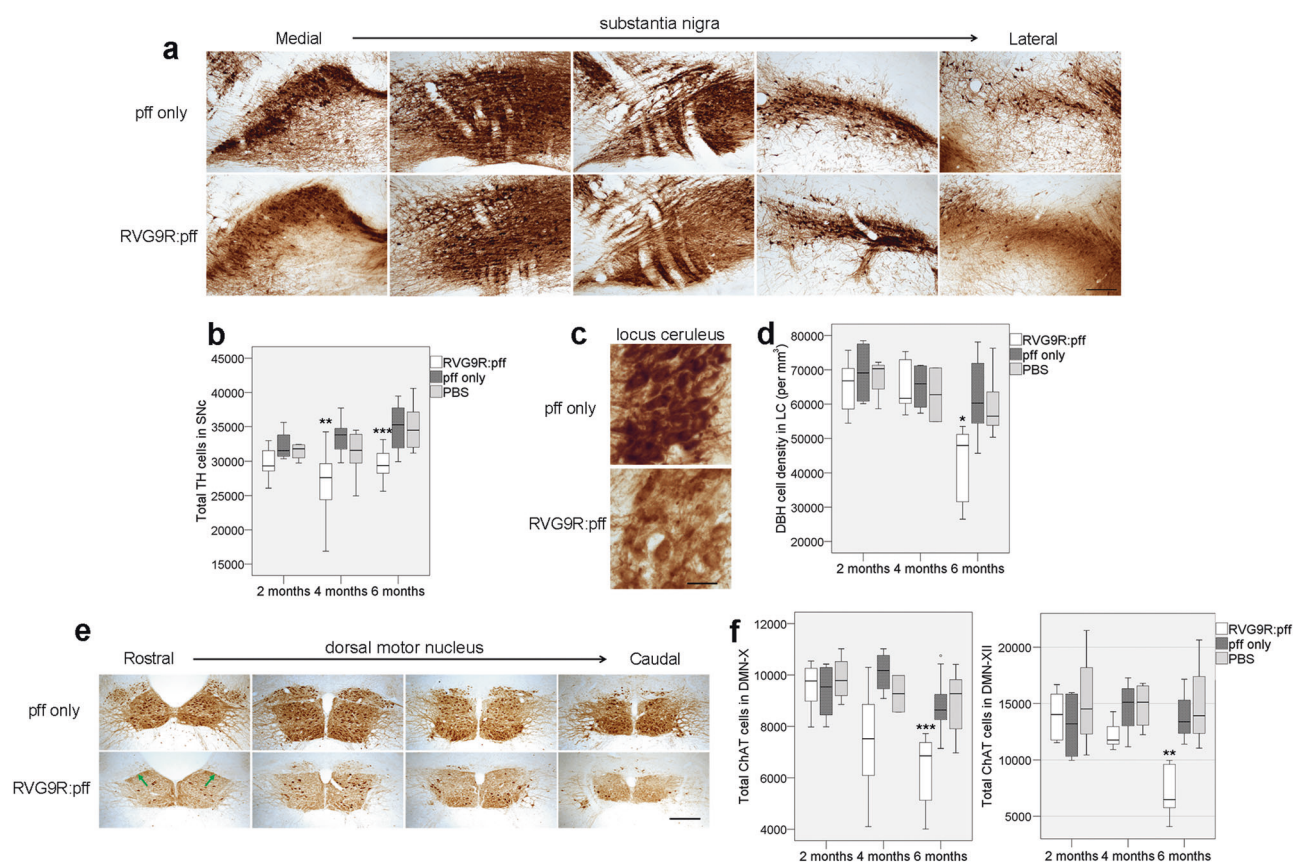 substantia nigra
a
Medial
Lateral
pff only
RVG9R:pff
b
Total TH cells in SNc
45000
40000
35000
30000
25000
20000
15000
**
***
2 months
4 months
6 months
RVG9R:pff
pff only
PBS
c
locus ceruleus
pff only
RVG9R:pff
d
DBH cell density in LC (per mm³)
80000
70000
60000
50000
40000
30000
20000
*
2 months
4 months
6 months
RVG9R:pff
pff only
PBS
e
dorsal motor nucleus
Rostral
Caudal
pff only
RVG9R:pff
f
Total ChAT cells in DMN-X
12000
10000
8000
6000
4000
***
2 months
4 months
6 months
Total ChAT cells in DMN-XII
20000
15000
10000
5000
**
2 months
4 months
6 months
RVG9R:pff
pff only
PBS